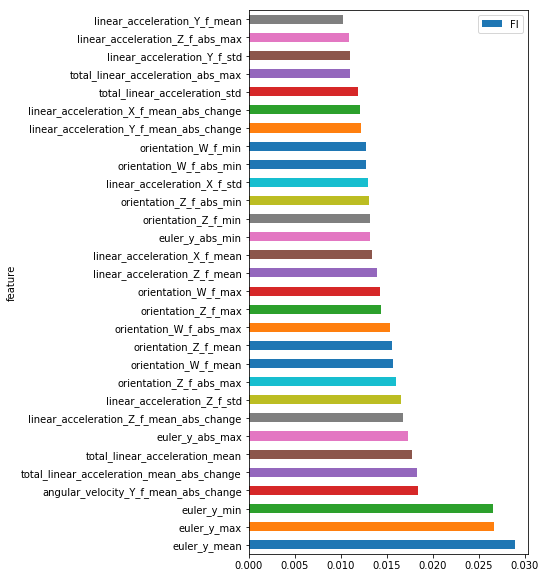 FI
feature
linear_acceleration_Y_f_mean
linear_acceleration_Z_f_abs_max
linear_acceleration_Y_f_std
total_linear_acceleration_abs_max
total_linear_acceleration_std
linear_acceleration_X_f_mean_abs_change
linear_acceleration_Y_f_mean_abs_change
orientation_W_f_min
orientation_W_f_abs_min
linear_acceleration_X_f_std
orientation_Z_f_abs_min
orientation_Z_f_min
euler_y_abs_min
linear_acceleration_X_f_mean
linear_acceleration_Z_f_mean
orientation_W_f_max
orientation_Z_f_max
orientation_W_f_abs_max
orientation_Z_f_mean
orientation_W_f_mean
orientation_Z_f_abs_max
linear_acceleration_Z_f_std
linear_acceleration_Z_f_mean_abs_change
euler_y_abs_max
total_linear_acceleration_mean
total_linear_acceleration_mean_abs_change
angular_velocity_Y_f_mean_abs_change
euler_y_min
euler_y_max
euler_y_mean
0.000 0.005 0.010 0.015 0.020 0.025 0.030